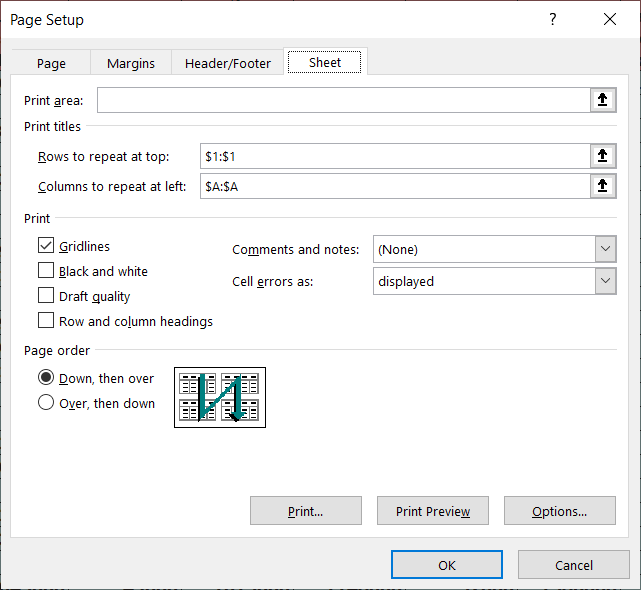 Page Setup ?
Page Margins Header/Footer Sheet
Print area:
Print titles
Rows to repeat at top: $1:$1
Columns to repeat at left: $A:$A
Print
Gridlines
Black and white
Draft quality
Row and column headings
Comments and notes: (None)
Cell errors as: displayed
Page order
Down, then over
Over, then down
Print... Print Preview Options...
OK Cancel